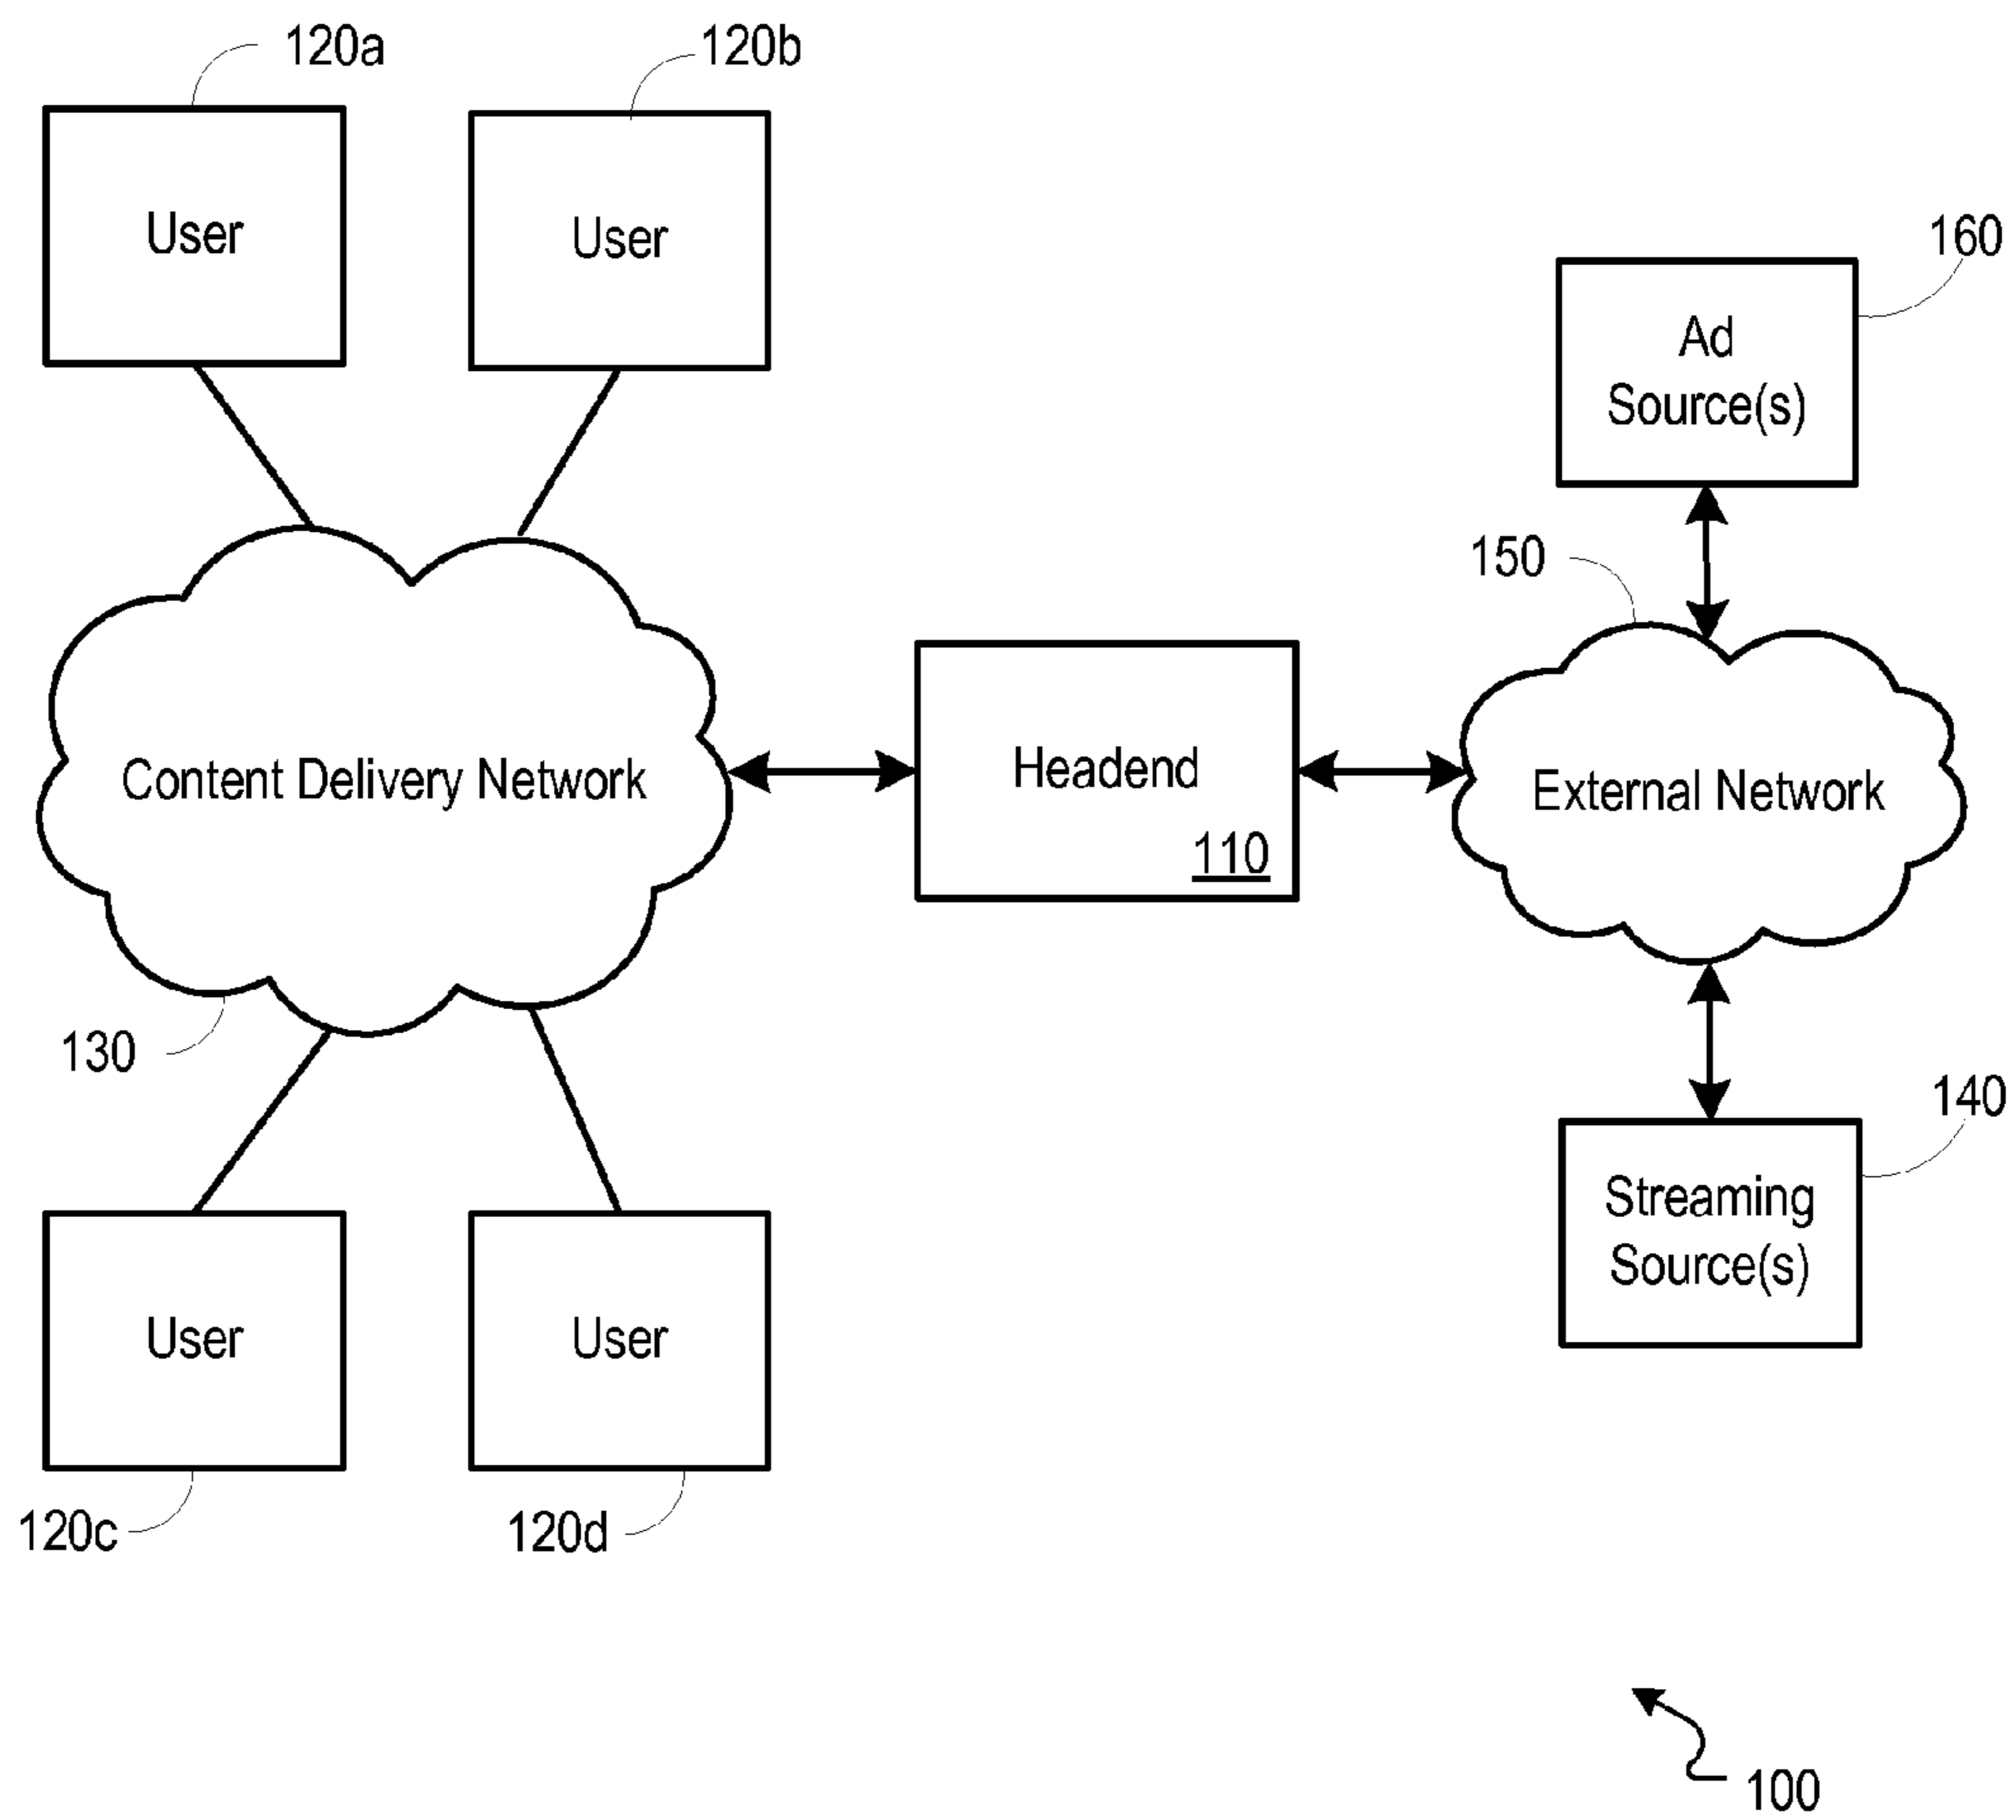 120a
120b
User
User
160
Ad
Source(s)
150
Content Delivery Network
Headend
External Network
110
130
140
Streaming
Source(s)
User
User
120c
120d
100